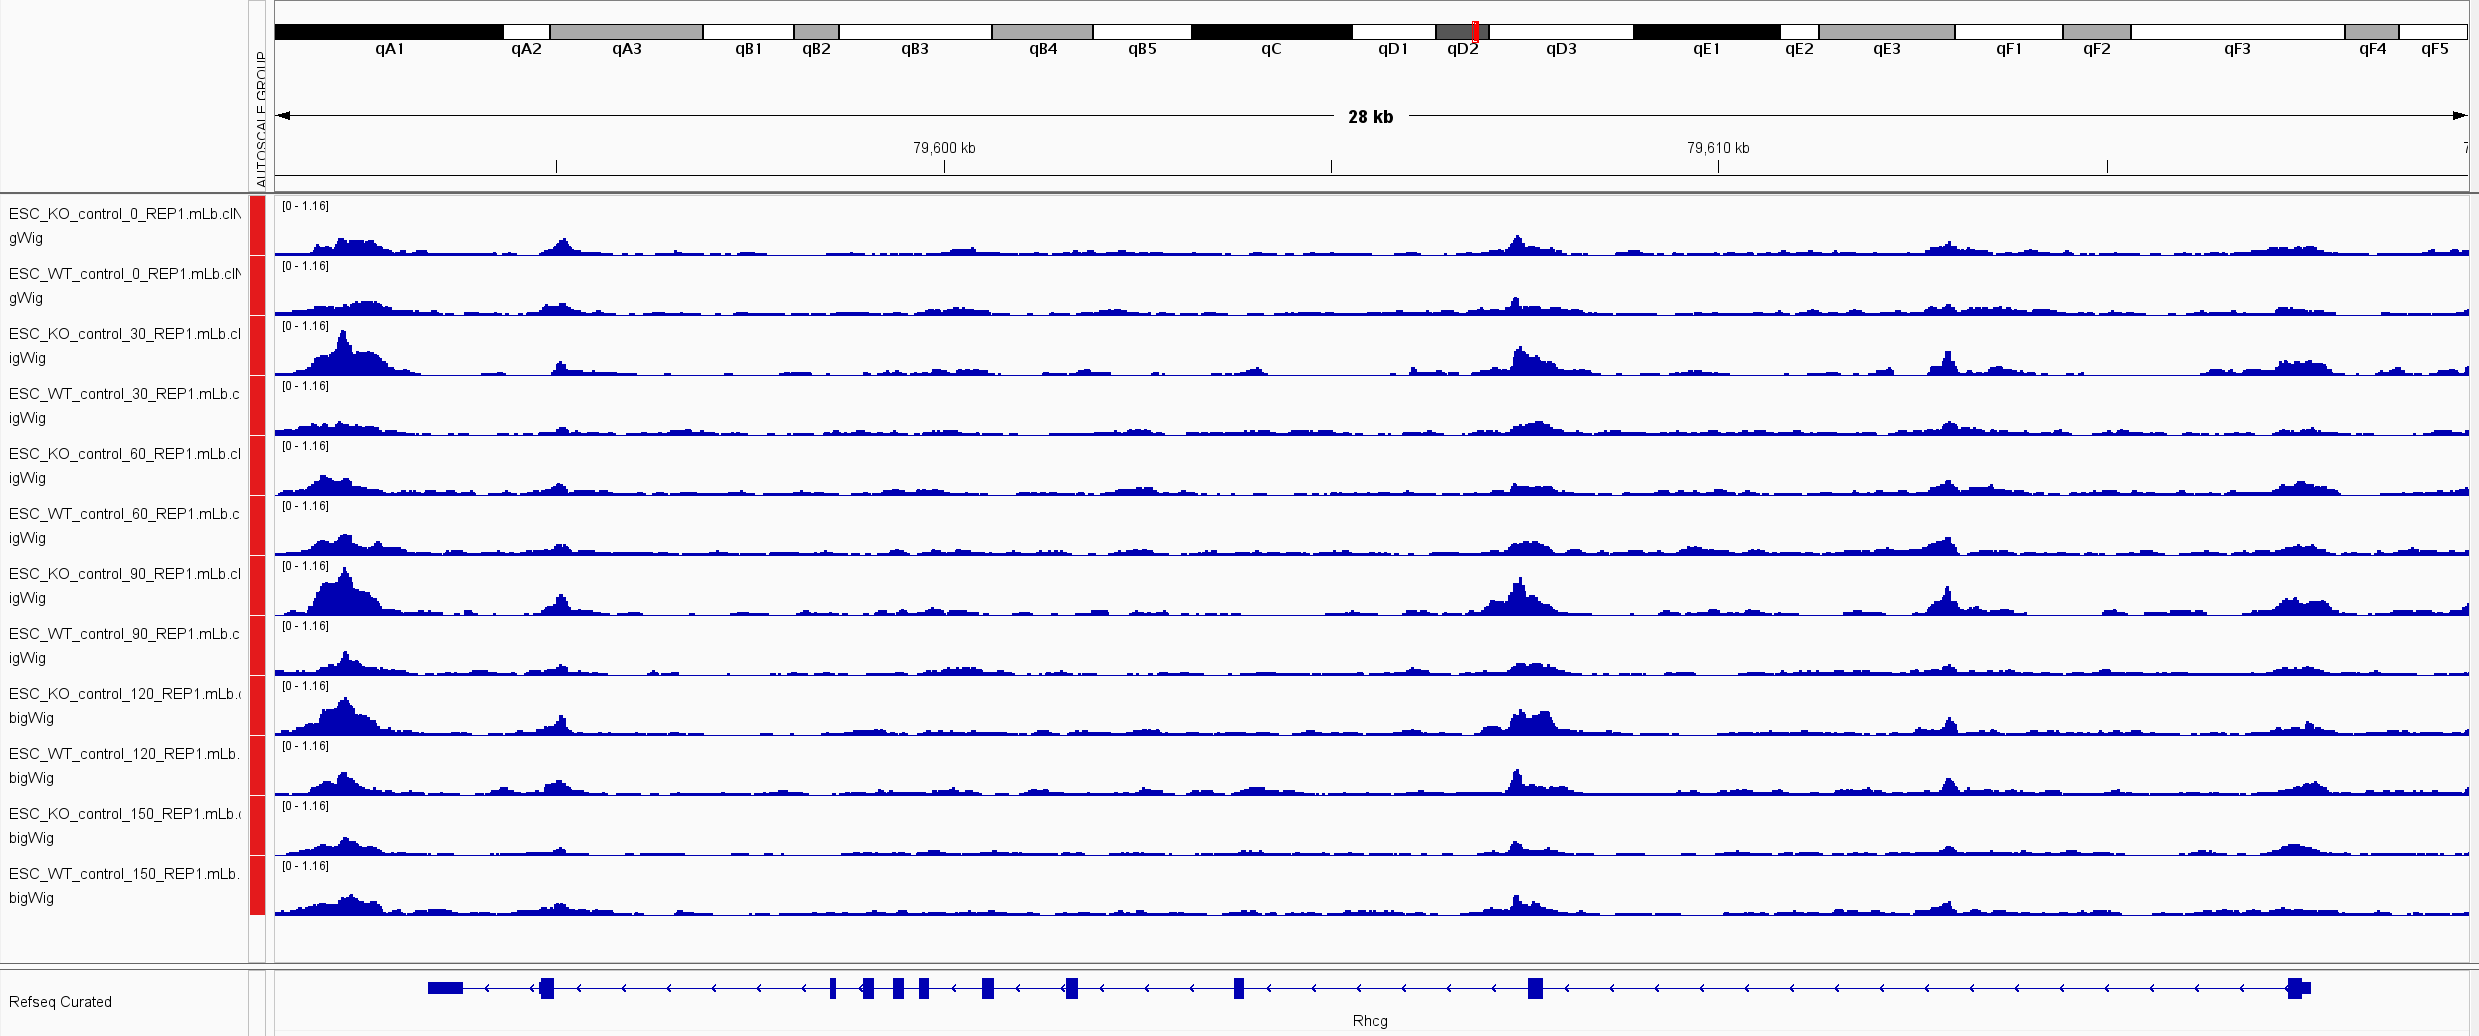 AUTOSCALE GROUP
qA1 qA2 qA3 qB1 qB2 qB3 qB4 qB5 qC qD1 qD2 qD3 qE1 qE2 qE3 qF1 qF2 qF3 qF4 qF5
28 kb
79,600 kb 79,610 kb
ESC_KO_control_0_REP1.mLb.clN
gWig
[0 - 1.16]
ESC_WT_control_0_REP1.mLb.clN
gWig
[0 - 1.16]
ESC_KO_control_30_REP1.mLb.cl
igWig
[0 - 1.16]
ESC_WT_control_30_REP1.mLb.c
igWig
[0 - 1.16]
ESC_KO_control_60_REP1.mLb.cl
igWig
[0 - 1.16]
ESC_WT_control_60_REP1.mLb.c
igWig
[0 - 1.16]
ESC_KO_control_90_REP1.mLb.cl
igWig
[0 - 1.16]
ESC_WT_control_90_REP1.mLb.c
igWig
[0 - 1.16]
ESC_KO_control_120_REP1.mLb.c
bigWig
[0 - 1.16]
ESC_WT_control_120_REP1.mLb.
bigWig
[0 - 1.16]
ESC_KO_control_150_REP1.mLb.c
bigWig
[0 - 1.16]
ESC_WT_control_150_REP1.mLb.
bigWig
[0 - 1.16]
Refseq Curated
Rhcg